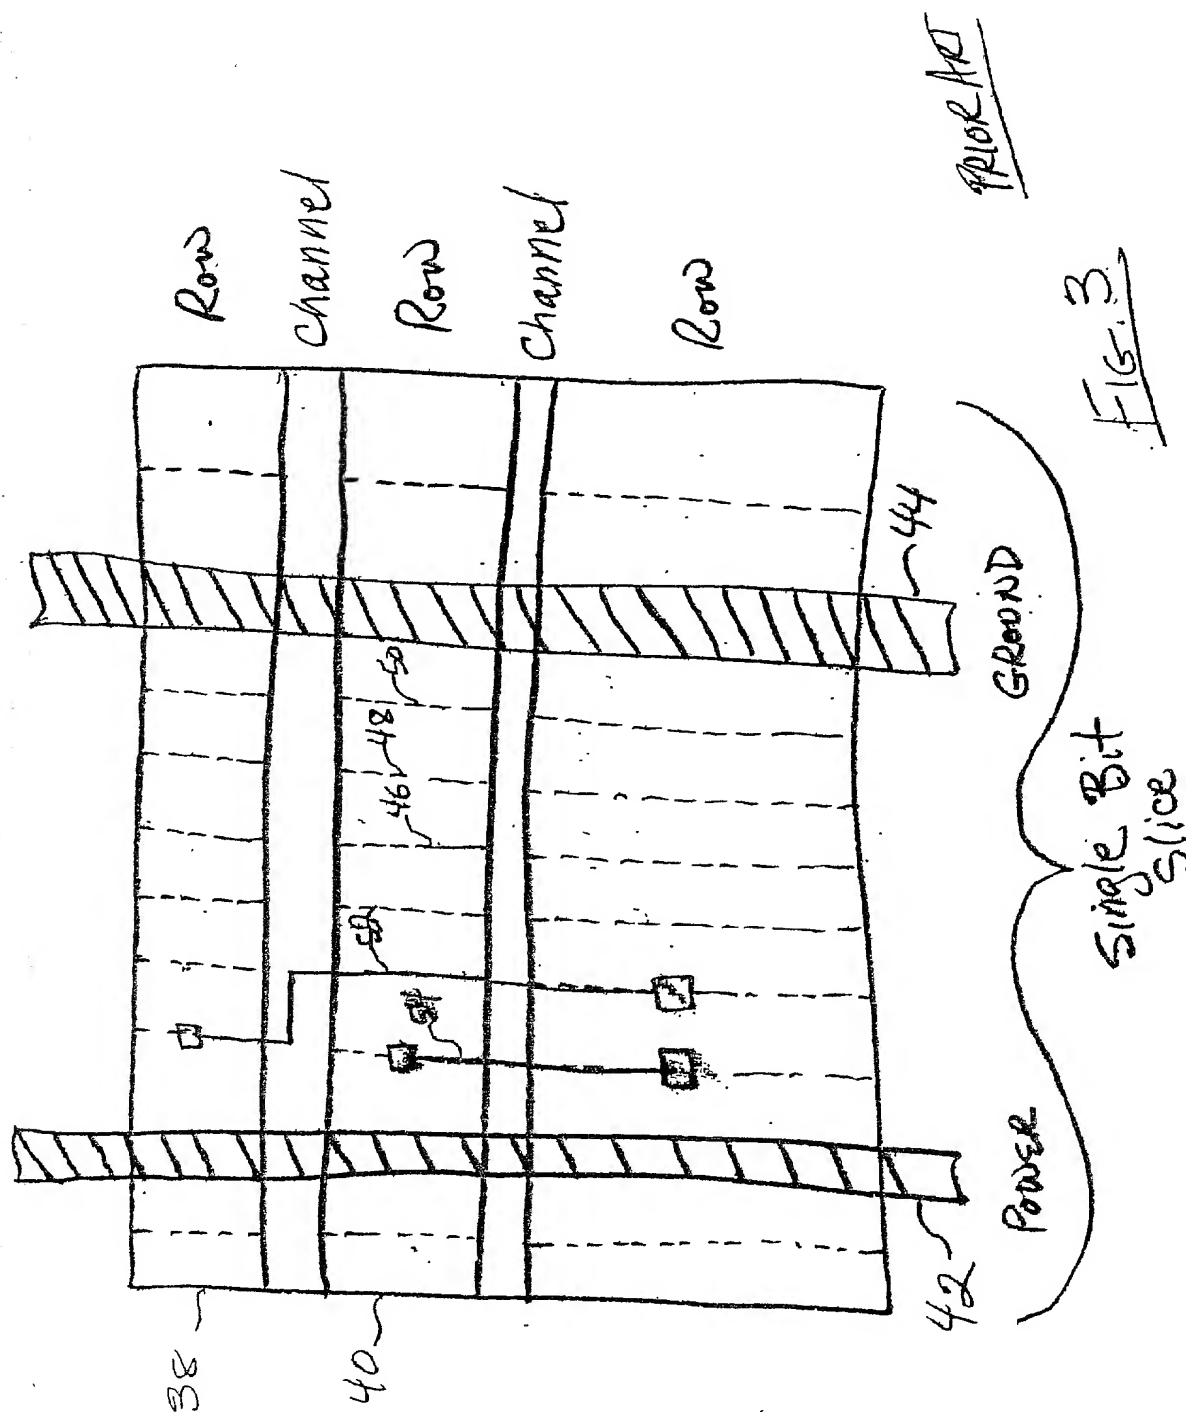 PRIOR ART
FIG. 3
Row
Channel
Row
Channel
Row
38
40
50
46
48
52
42
44
POWER
GROUND
Single Bit
Slice